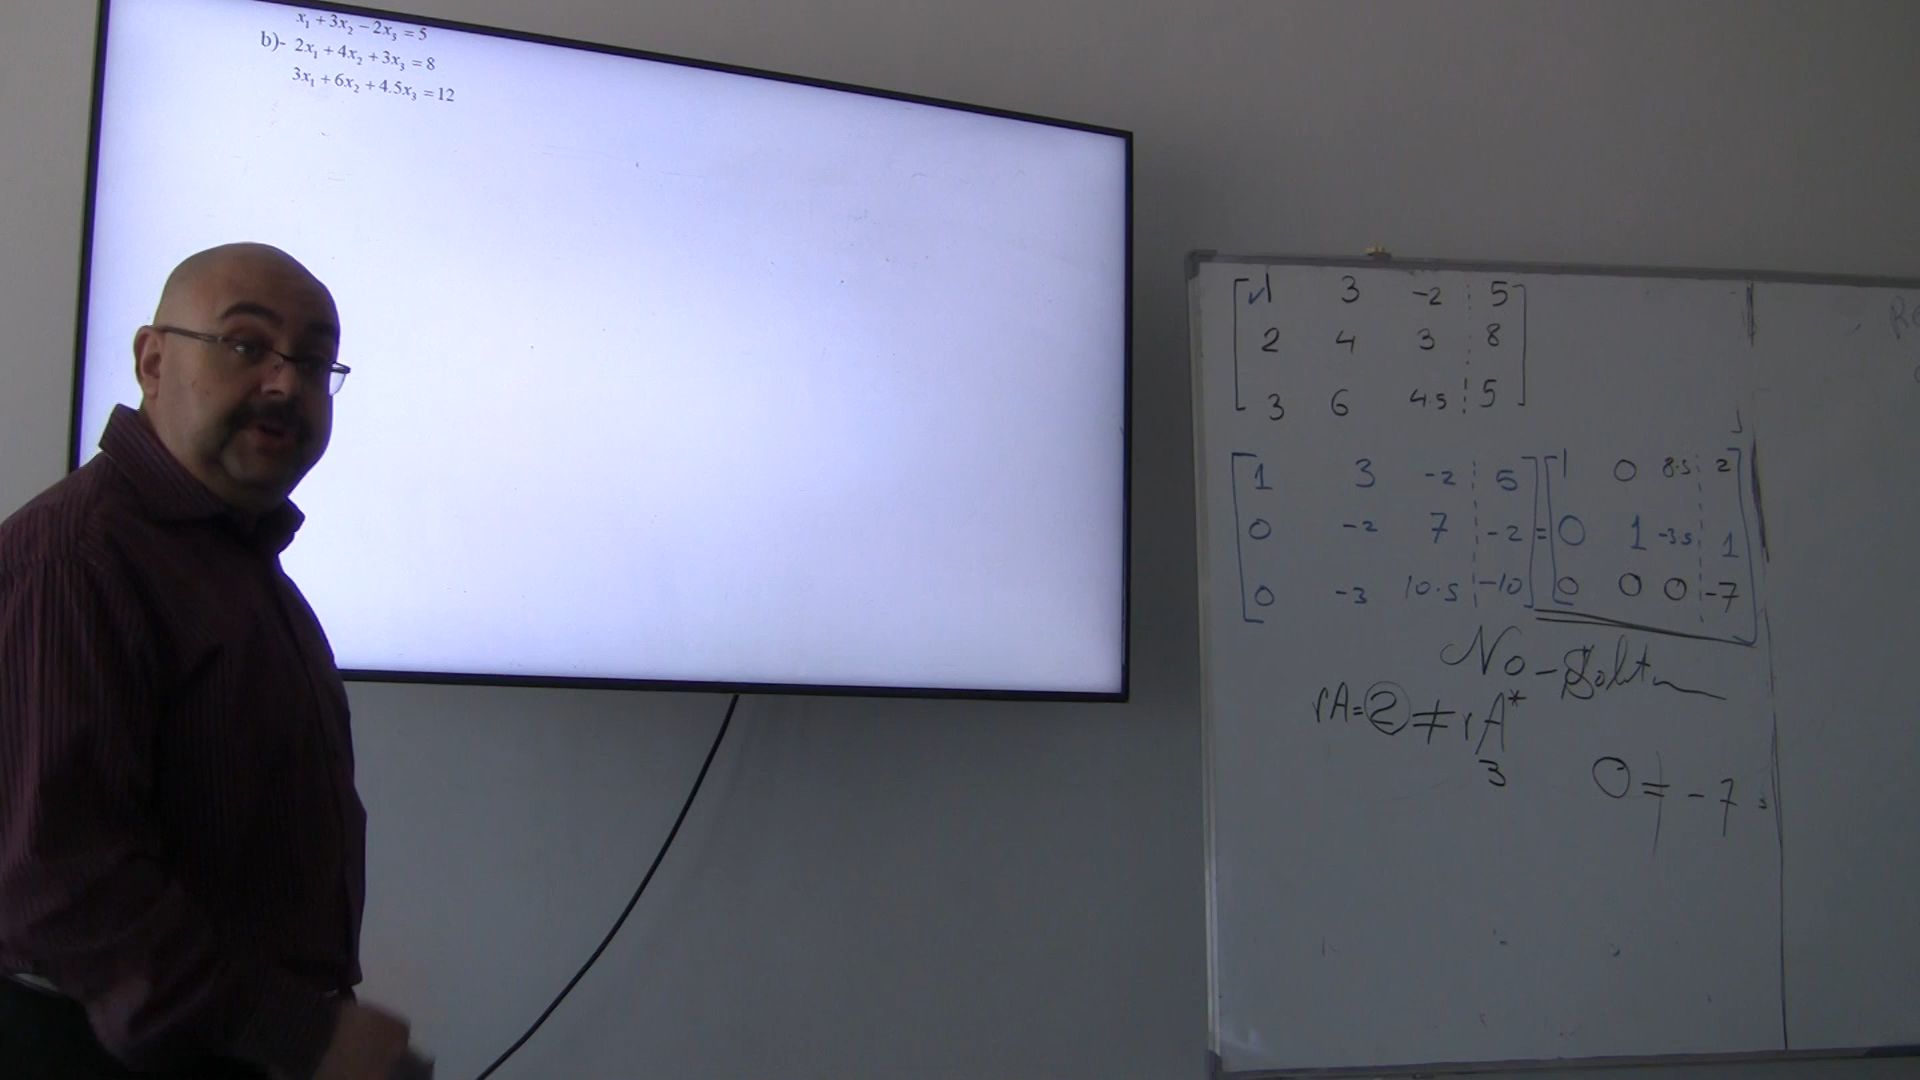 x₁ + 3x₂ − 2x₃ = 5
b)- 2x₁ + 4x₂ + 3x₃ = 8
3x₁ + 6x₂ + 4.5x₃ = 12
1 3 -2 5
2 4 3 8
3 6 4.5 5
1 3 -2 5 = 1 0 8.5 2
0 -2 7 -2 0 1 -3.5 1
0 -3 10.5 -10 0 0 0 -7
No-
rA = 2 ≠ rA*
3
0 ≠ -7